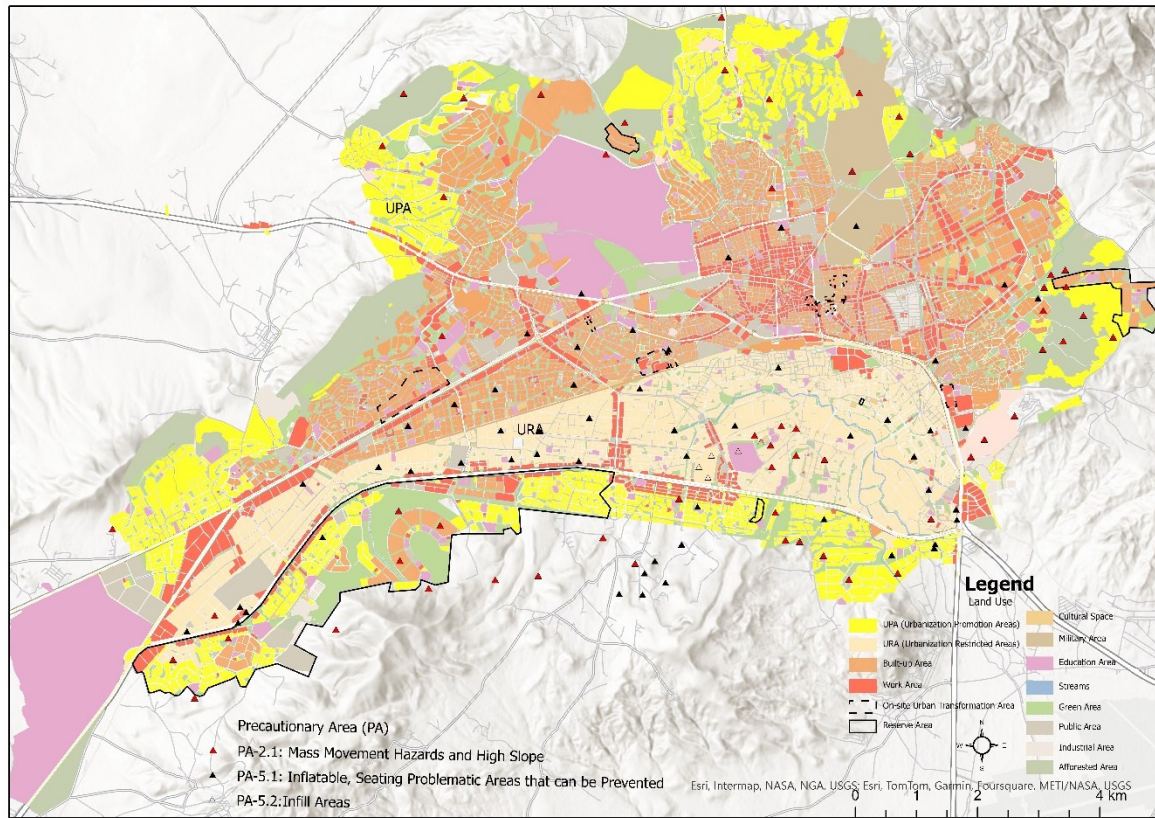 UPA
URA
Legend
Land Use
UPA (Urbanization Promotion Areas)
URA (Urbanization Restricted Areas)
Built-up Area
Work Area
On-site Urban Transformation Area
Reserve Area
Cultural Space
Military Area
Education Area
Streams
Green Area
Public Area
Industrial Area
Afforested Area
Precautionary Area (PA)
PA-2.1: Mass Movement Hazards and High Slope
PA-5.1: Inflatable, Seating Problematic Areas that can be Prevented
PA-5.2:Infill Areas
N
W
E
S
Esri, Intermap, NASA, NGA, USGS; Esri, TomTom, Garmin, Foursquare, METI/NASA, USGS
0 1 2 4 km